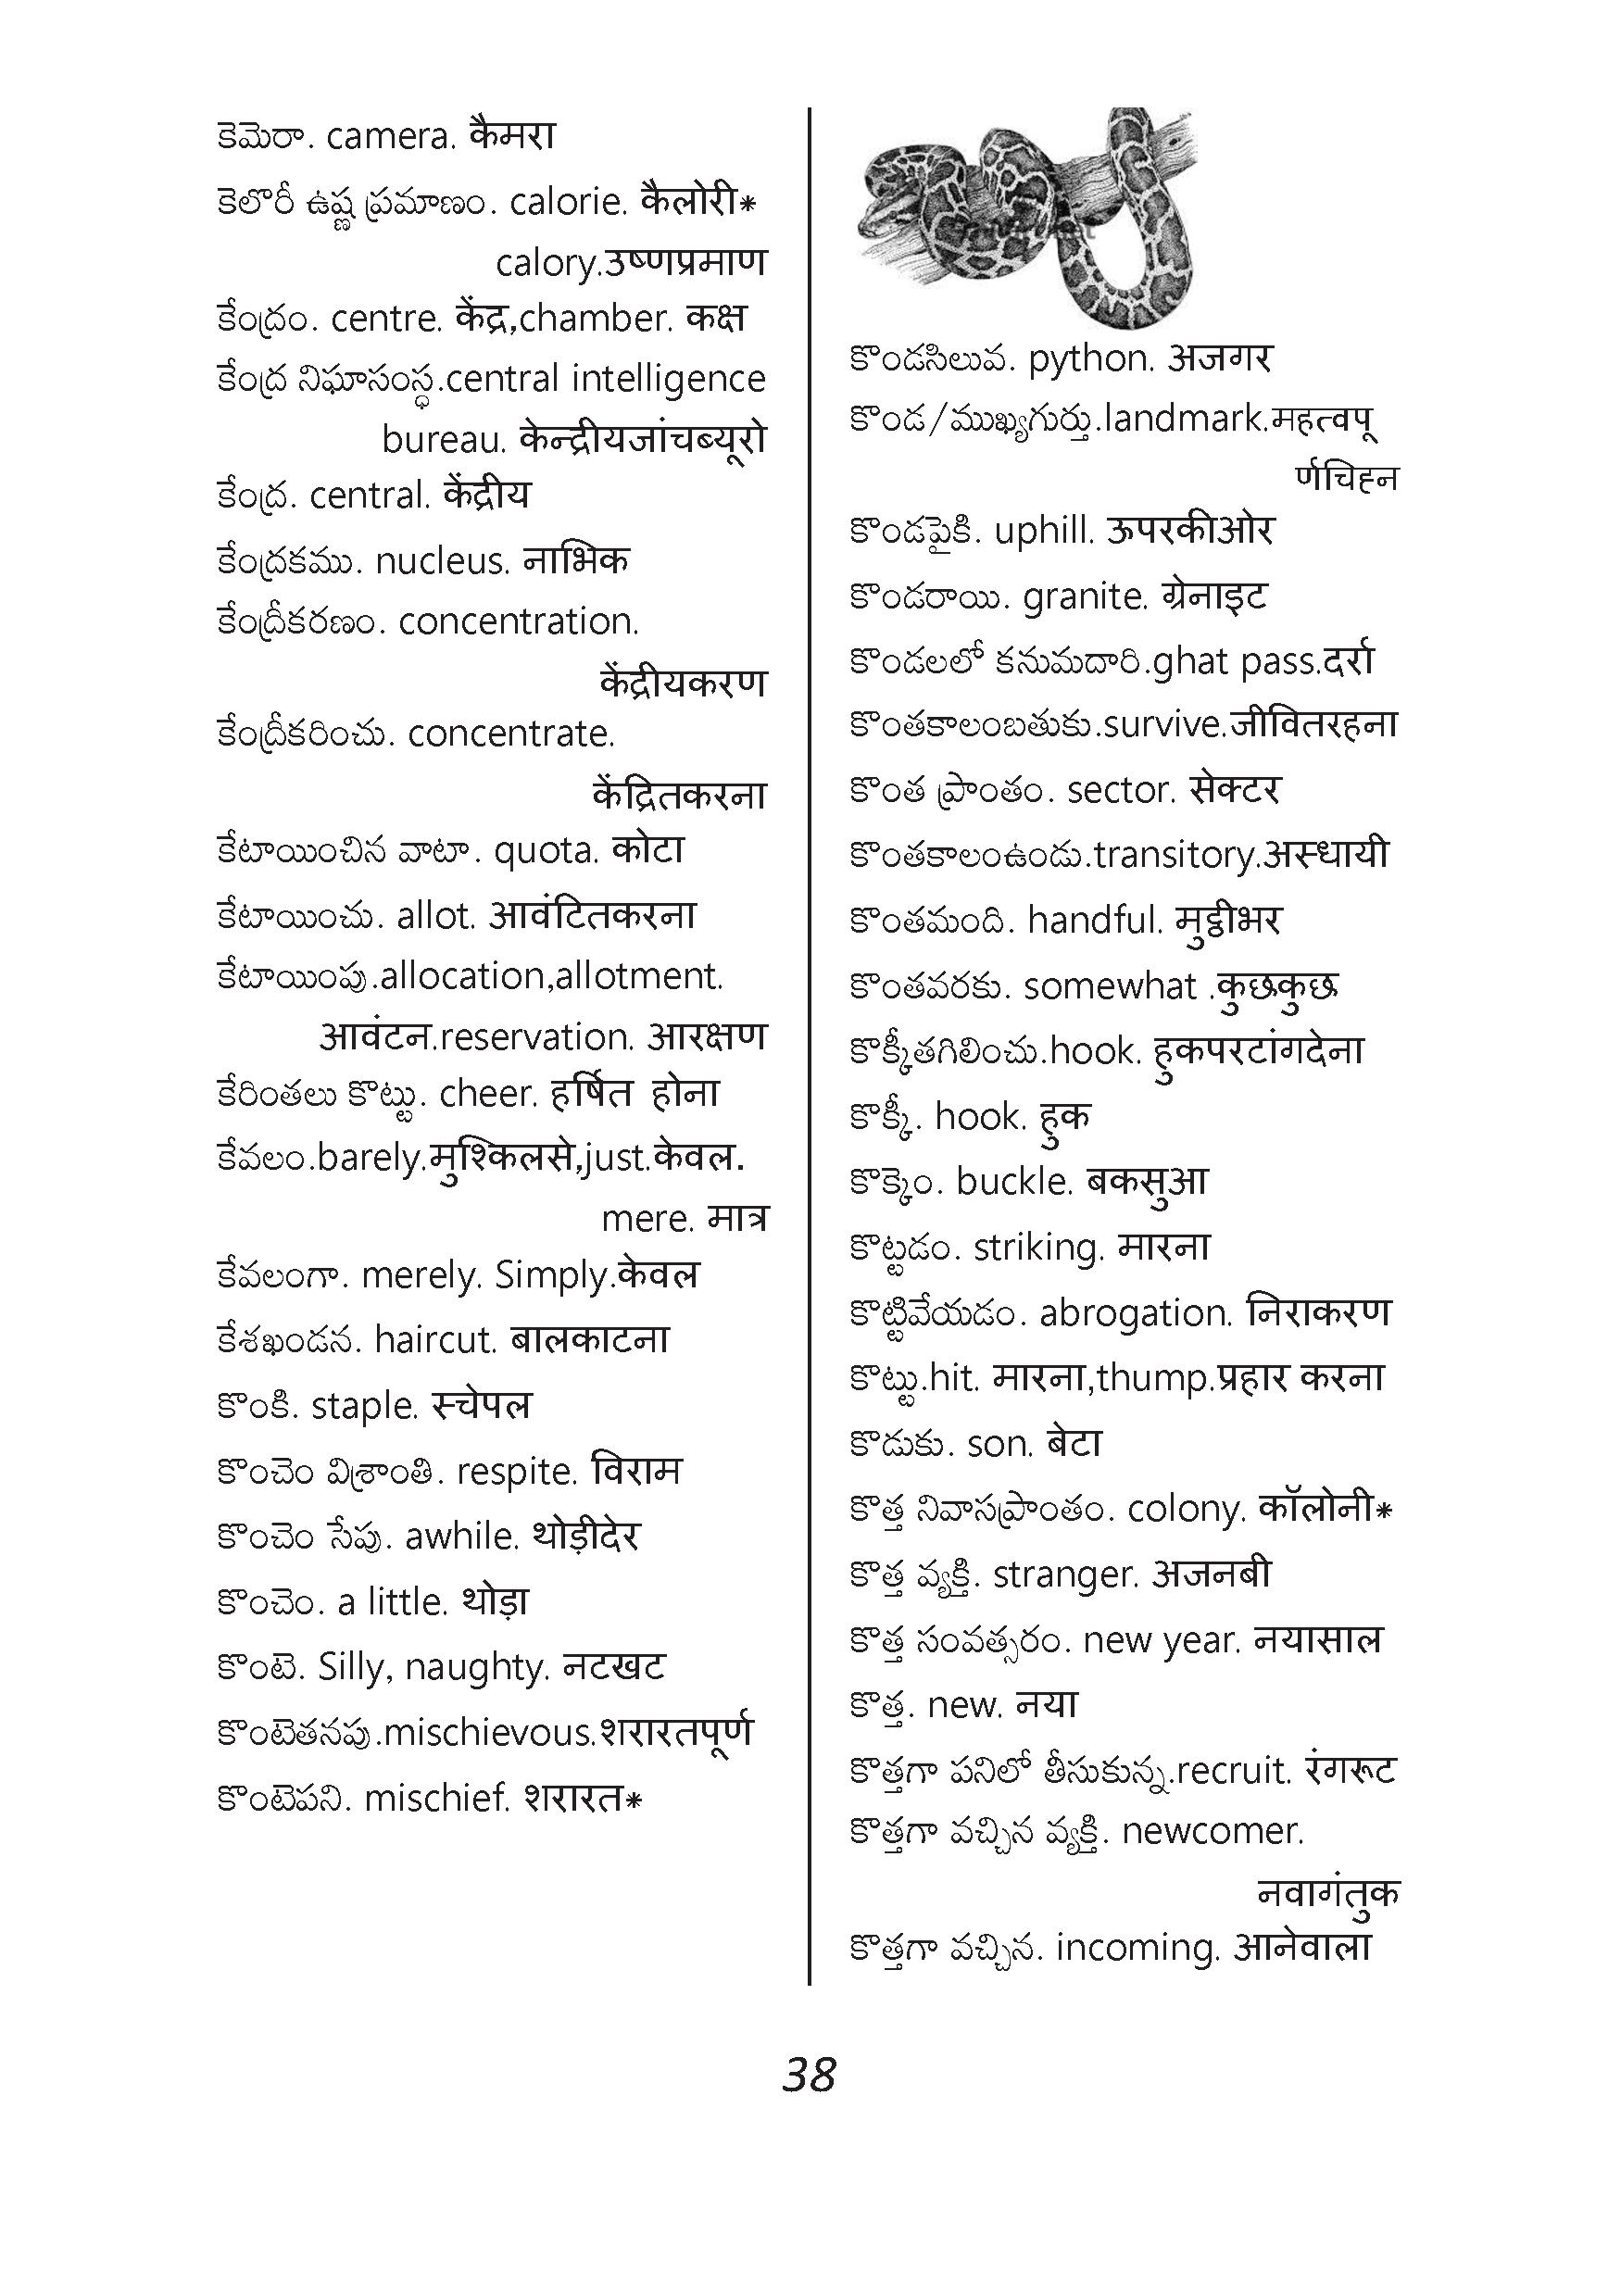 కెమెరా. camera. कैमरा
కెలొరీ ఉష్ణ ప్రమాణం. calorie. कैलोरी*
calory.उष्णप्रमाण
కేంద్రం. centre. केंद्र,chamber. कक्ष
కేంద్ర నిఘాసంస్ధ.central intelligence
bureau. केन्द्रीयजांचब्यूरो
కేంద్ర. central. केंद्रीय
కేంద్రకము. nucleus. नाभिक
కేంద్రీకరణం. concentration.
केंद्रीयकरण
కేంద్రీకరించు. concentrate.
केंद्रितकरना
కేటాయించిన వాటా. quota. कोटा
కేటాయించు. allot. आवंटितकरना
కేటాయింపు.allocation,allotment.
आवंटन.reservation. आरक्षण
కేరింతలు కొట్టు. cheer. हर्षित होना
కేవలం.barely.मुश्किलसे,just.केवल.
mere. मात्र
కేవలంగా. merely. Simply.केवल
కేశఖండన. haircut. बालकाटना
కొంకి. staple. स्चेपल
కొంచెం విశ్రాంతి. respite. विराम
కొంచెం సేపు. awhile. थोड़ीदेर
కొంచెం. a little. थोड़ा
కొంటె. Silly, naughty. नटखट
కొంటెతనపు.mischievous.शरारतपूर्ण
కొంటెపని. mischief. शरारत*
కొండసిలువ. python. अजगर
కొండ/ముఖ్యగుర్తు.landmark.महत्वपू
र्णचिह्न
కొండపైకి. uphill. ऊपरकीओर
కొండరాయి. granite. ग्रेनाइट
కొండలలో కనుమదారి.ghat pass.दर्रा
కొంతకాలంబతుకు.survive.जीवितरहना
కొంత ప్రాంతం. sector. सेक्टर
కొంతకాలంఉండు.transitory.अस्धायी
కొంతమంది. handful. मुट्ठीभर
కొంతవరకు. somewhat .कुछकुछ
కొక్కీతగిలించు.hook. हुकपरटांगदेना
కొక్కీ. hook. हुक
కొక్కెం. buckle. बकसुआ
కొట్టడం. striking. मारना
కొట్టివేయడం. abrogation. निराकरण
కొట్టు.hit. मारना,thump.प्रहार करना
కొడుకు. son. बेटा
కొత్త నివాసప్రాంతం. colony. कॉलोनी*
కొత్త వ్యక్తి. stranger. अजनबी
కొత్త సంవత్సరం. new year. नयासाल
కొత్త. new. नया
కొత్తగా పనిలో తీసుకున్న.recruit. रंगरूट
కొత్తగా వచ్చిన వ్యక్తి. newcomer.
नवागंतुक
కొత్తగా వచ్చిన. incoming. आनेवाला
38